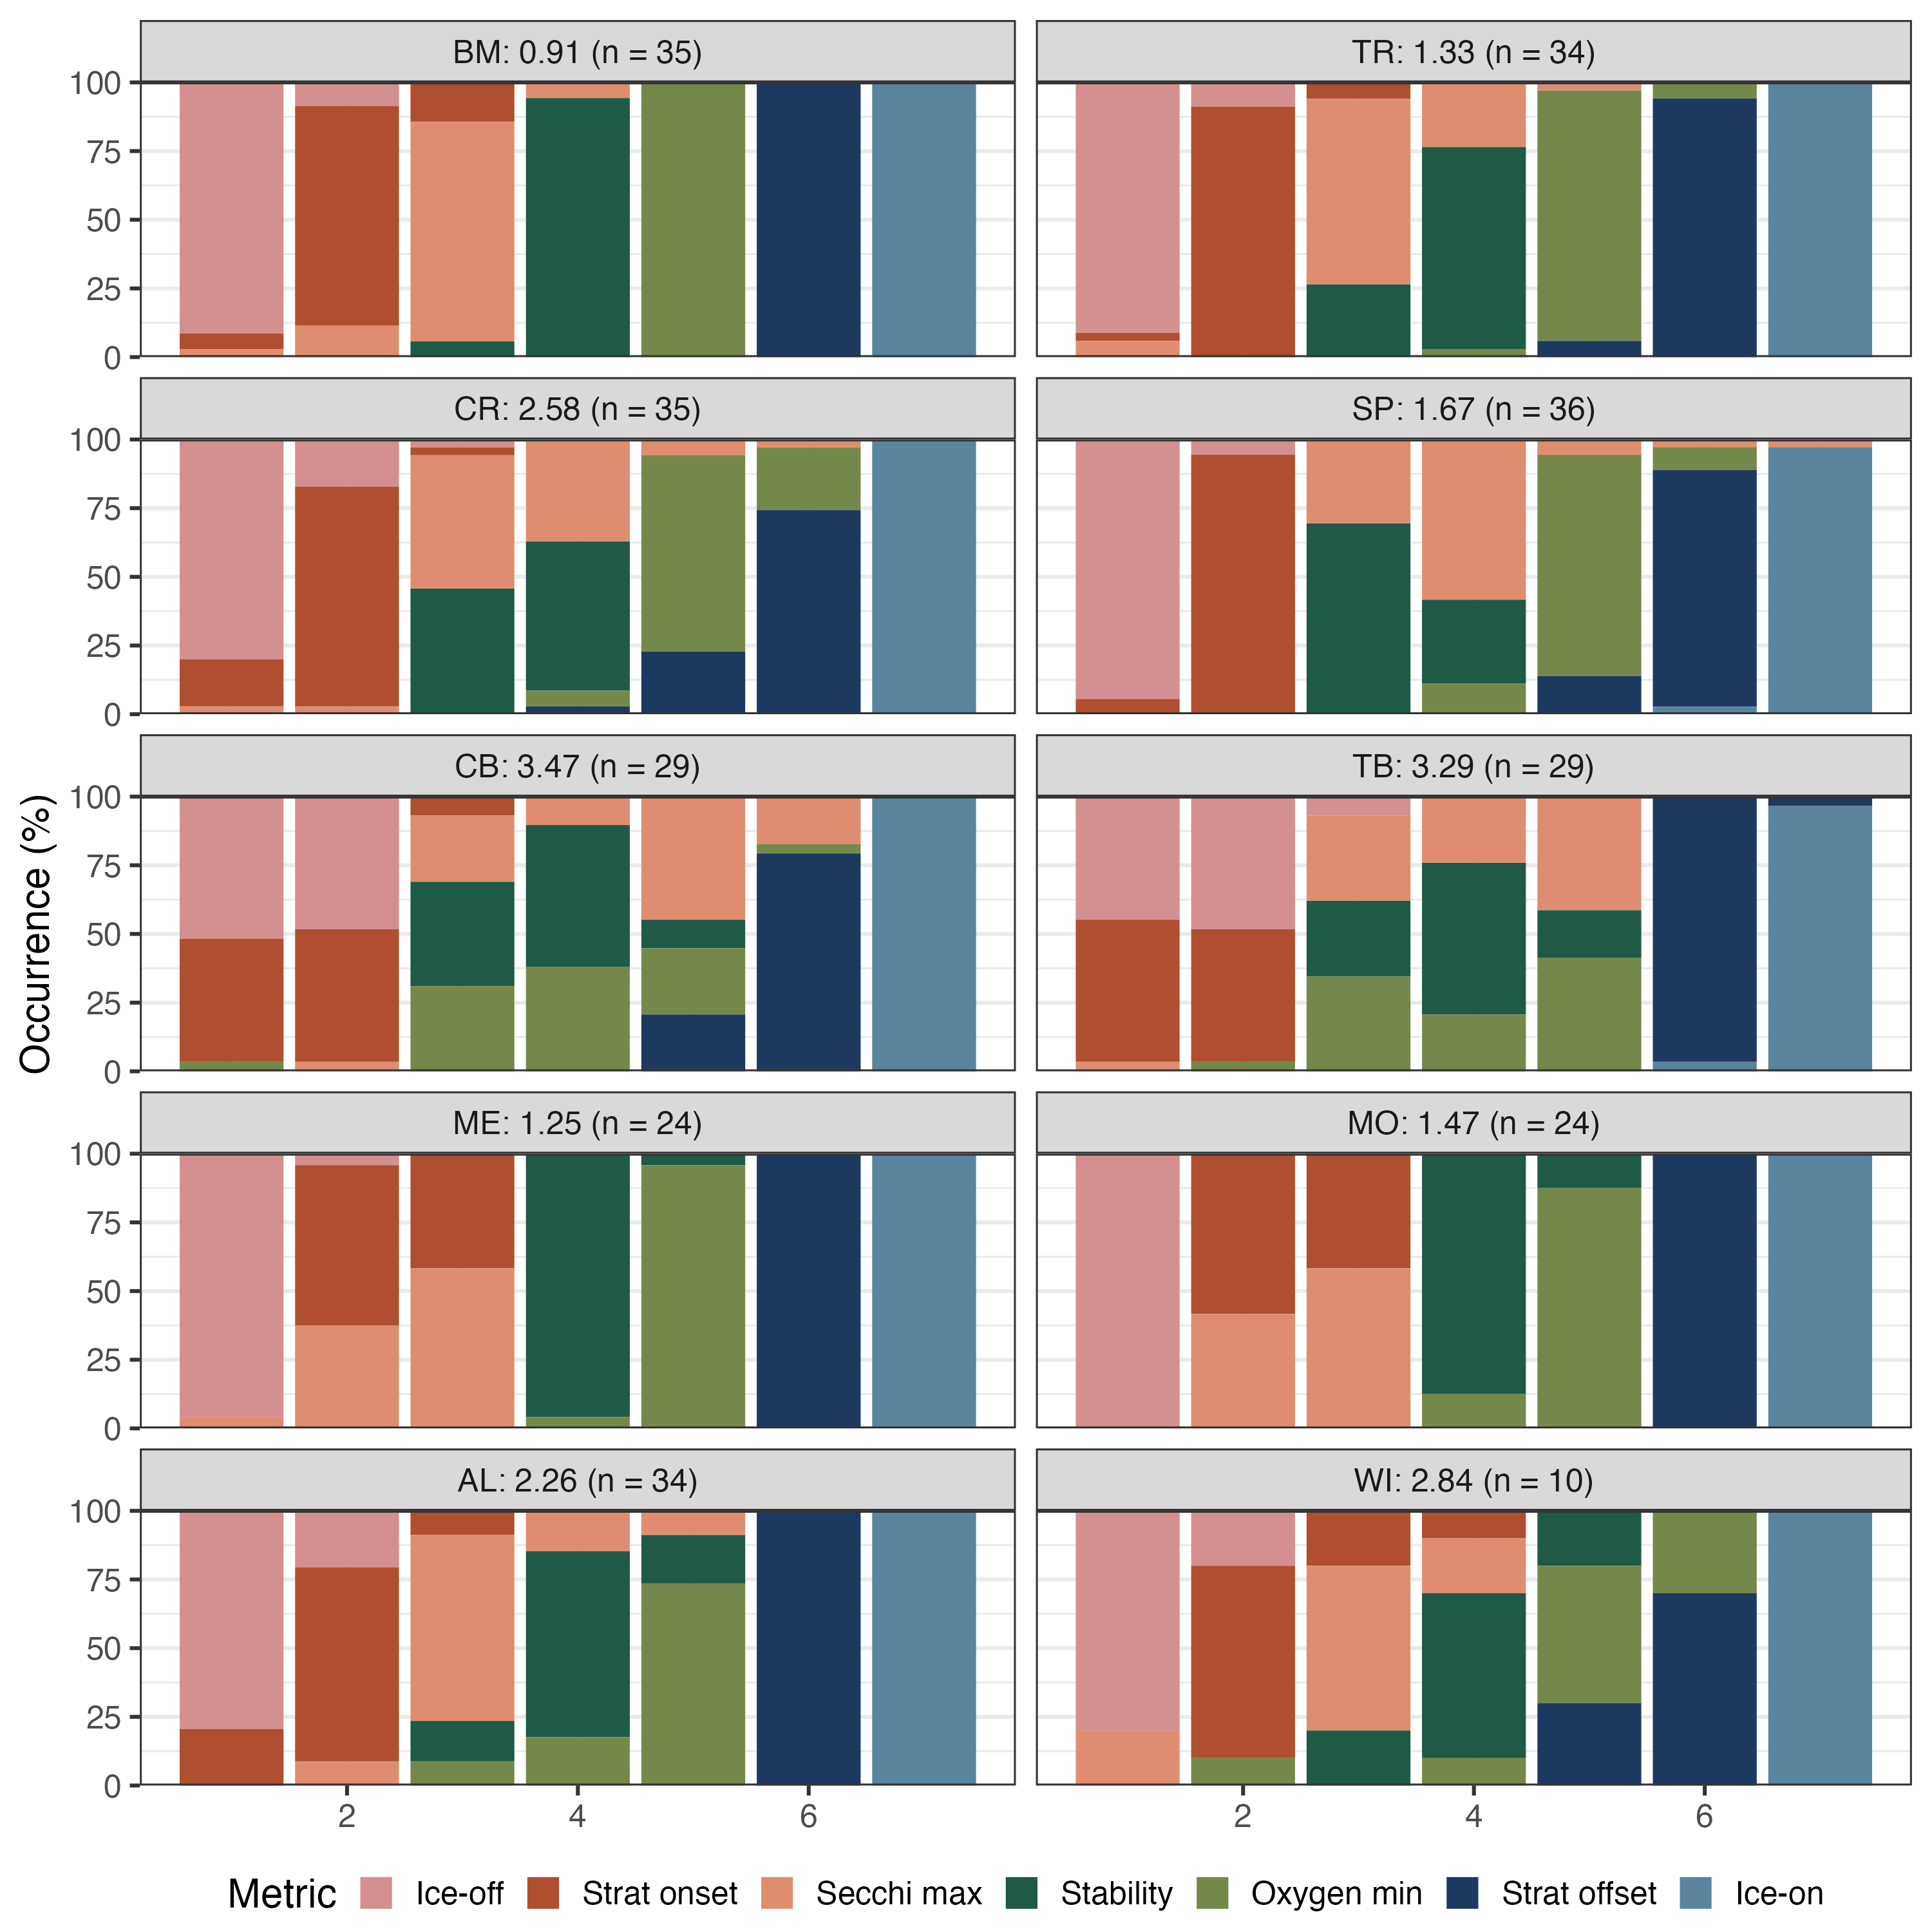 BM: 0.91 (n = 35)
TR: 1.33 (n = 34)
100
75
50
25
0
CR: 2.58 (n = 35)
SP: 1.67 (n = 36)
100
75
50
25
0
CB: 3.47 (n = 29)
TB: 3.29 (n = 29)
100
75
50
25
0
ME: 1.25 (n = 24)
MO: 1.47 (n = 24)
100
75
50
25
0
AL: 2.26 (n = 34)
WI: 2.84 (n = 10)
100
75
50
25
0
Occurrence (%)
2 4 6
2 4 6
Metric Ice-off Strat onset Secchi max Stability Oxygen min Strat offset Ice-on